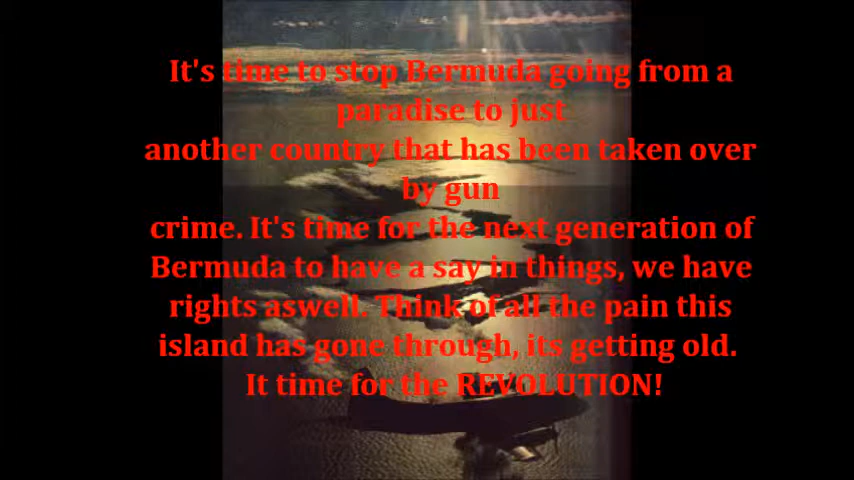 It's time to stop Bermuda going from a
paradise to just
another country that has been taken over
by gun
crime. It's time for the next generation of
Bermuda to have a say in things, we have
rights aswell. Think of all the pain this
island has gone through, its getting old.
It time for the REVOLUTION!